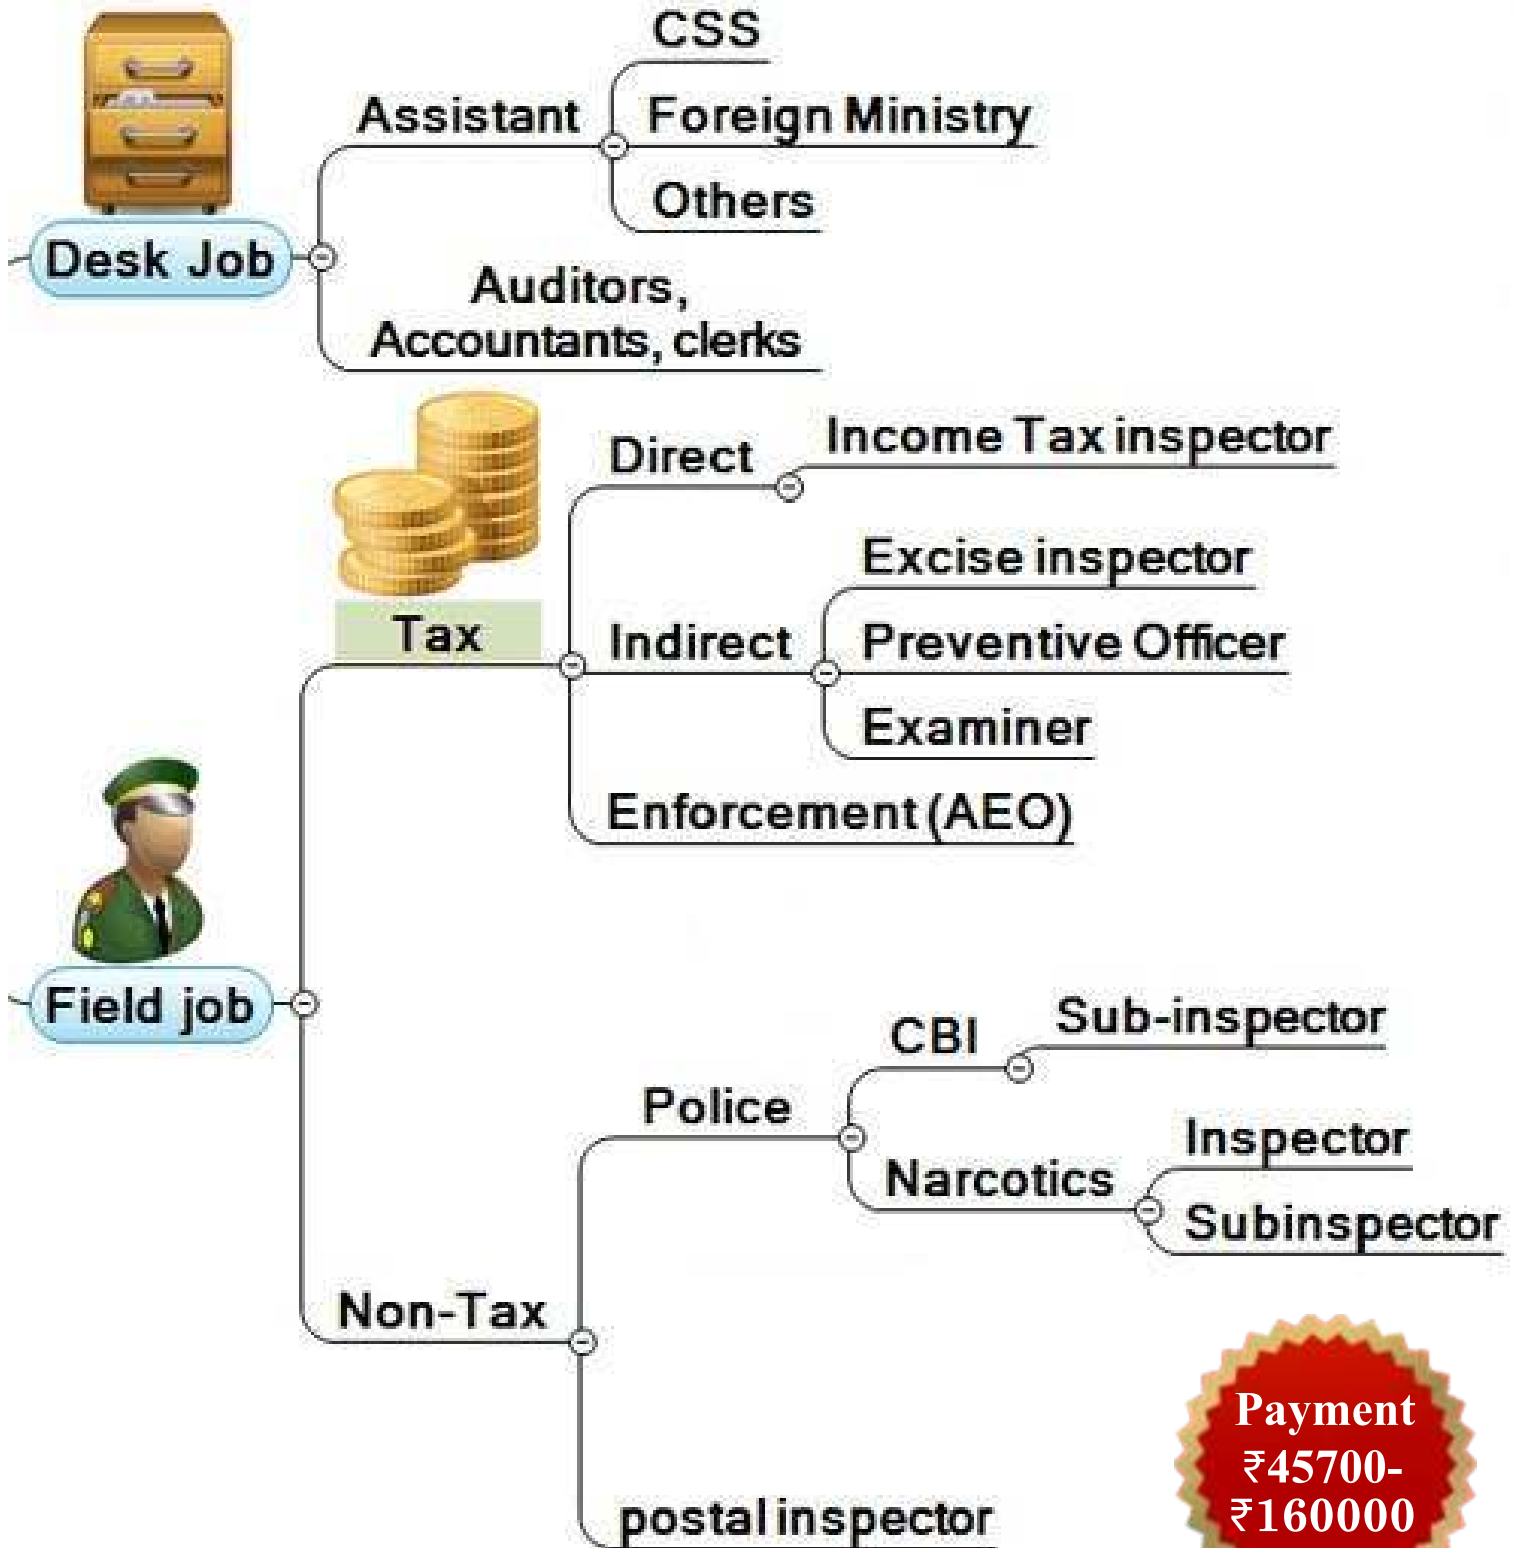 CSS
Assistant
Foreign Ministry
Others
Desk Job
Auditors,
Accountants, clerks
Direct
Income Tax inspector
Tax
Indirect
Excise inspector
Preventive Officer
Examiner
Enforcement (AEO)
Field job
Police
CBI
Sub-inspector
Narcotics
Inspector
Subinspector
Non-Tax
postal inspector
Payment
₹45700-
₹160000